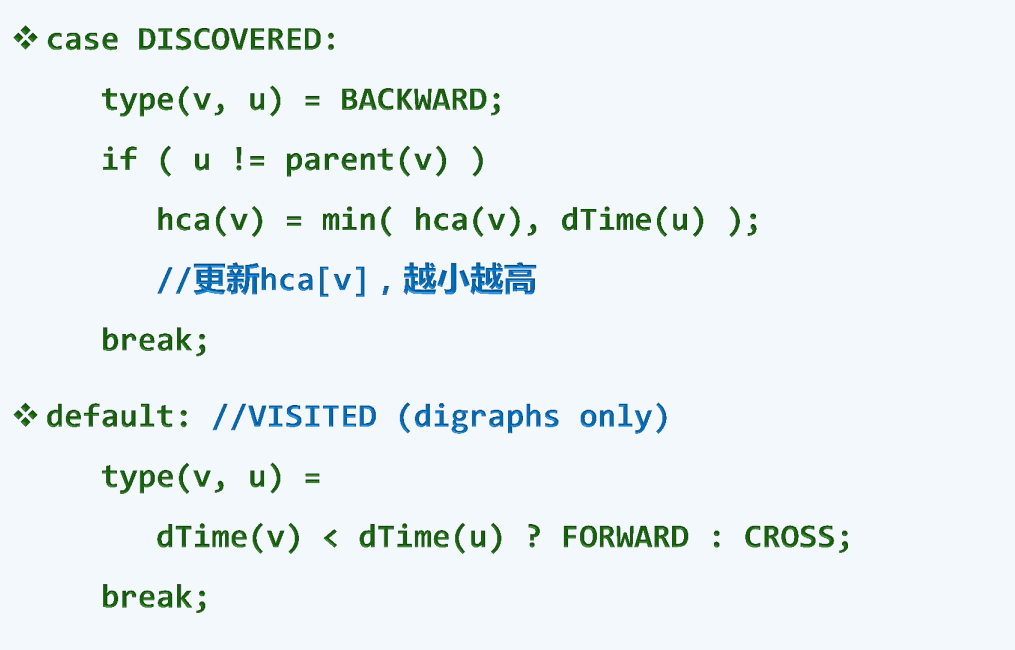 ❖ case DISCOVERED:
type(v, u) = BACKWARD;
if ( u != parent(v) )
hca(v) = min( hca(v), dTime(u) );
//更新hca[v]，越小越高
break;
❖ default: //VISITED (digraphs only)
type(v, u) =
dTime(v) < dTime(u) ? FORWARD : CROSS;
break;